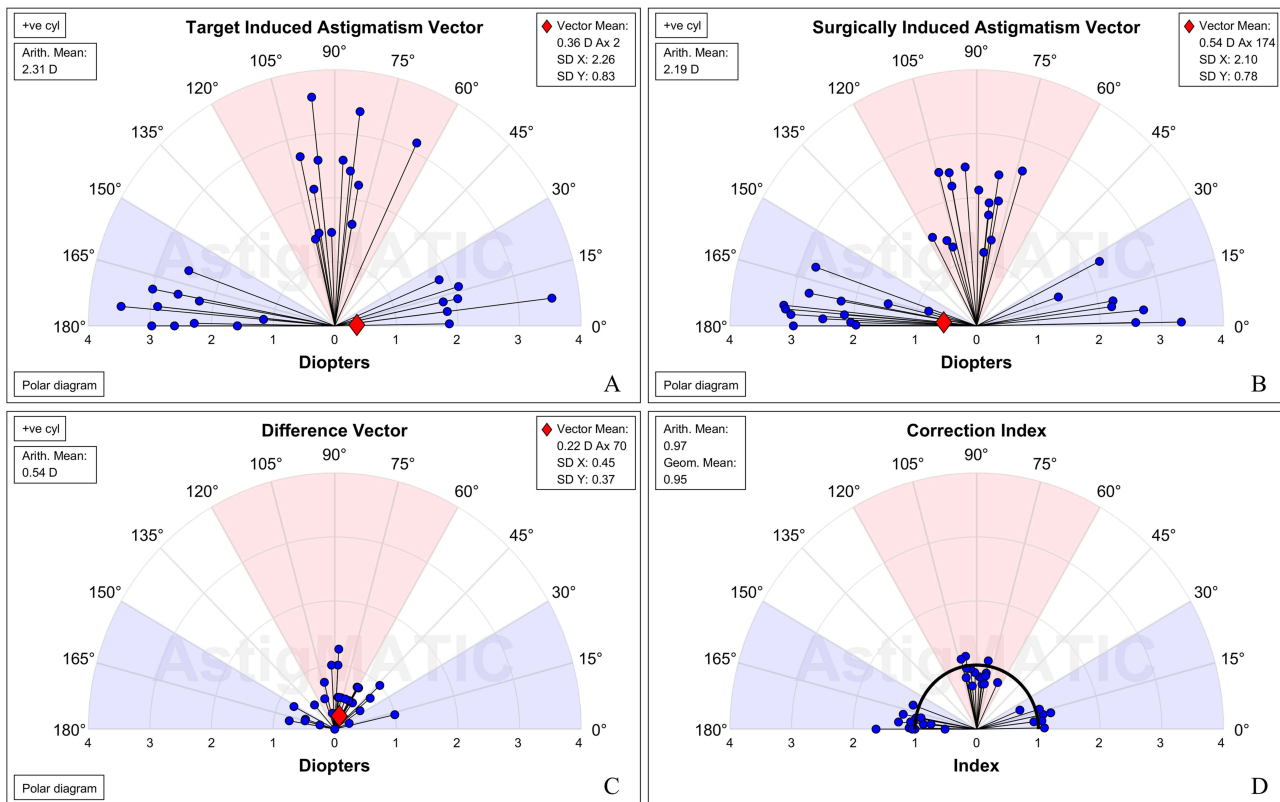 +ve cyl
Target Induced Astigmatism Vector
Arith. Mean:
2.31 D
Vector Mean:
0.36 D Ax 2
SD X: 2.26
SD Y: 0.83
90°
105°
75°
120°
60°
135°
45°
150°
30°
165°
15°
180°
0°
AstigMATIC
4
3
2
1
0
1
2
3
4
Diopters
Polar diagram
A
+ve cyl
Surgically Induced Astigmatism Vector
Arith. Mean:
2.19 D
Vector Mean:
0.54 D Ax 174
SD X: 2.10
SD Y: 0.78
90°
105°
75°
120°
60°
135°
45°
150°
30°
165°
15°
180°
0°
AstigMATIC
4
3
2
1
0
1
2
3
4
Diopters
Polar diagram
B
+ve cyl
Difference Vector
Arith. Mean:
0.54 D
Vector Mean:
0.22 D Ax 70
SD X: 0.45
SD Y: 0.37
90°
105°
75°
120°
60°
135°
45°
150°
30°
165°
15°
180°
0°
AstigMATIC
4
3
2
1
0
1
2
3
4
Diopters
Polar diagram
C
Correction Index
Arith. Mean:
0.97
Geom. Mean:
0.95
90°
105°
75°
120°
60°
135°
45°
150°
30°
165°
15°
180°
0°
AstigMATIC
4
3
2
1
0
1
2
3
4
Index
D